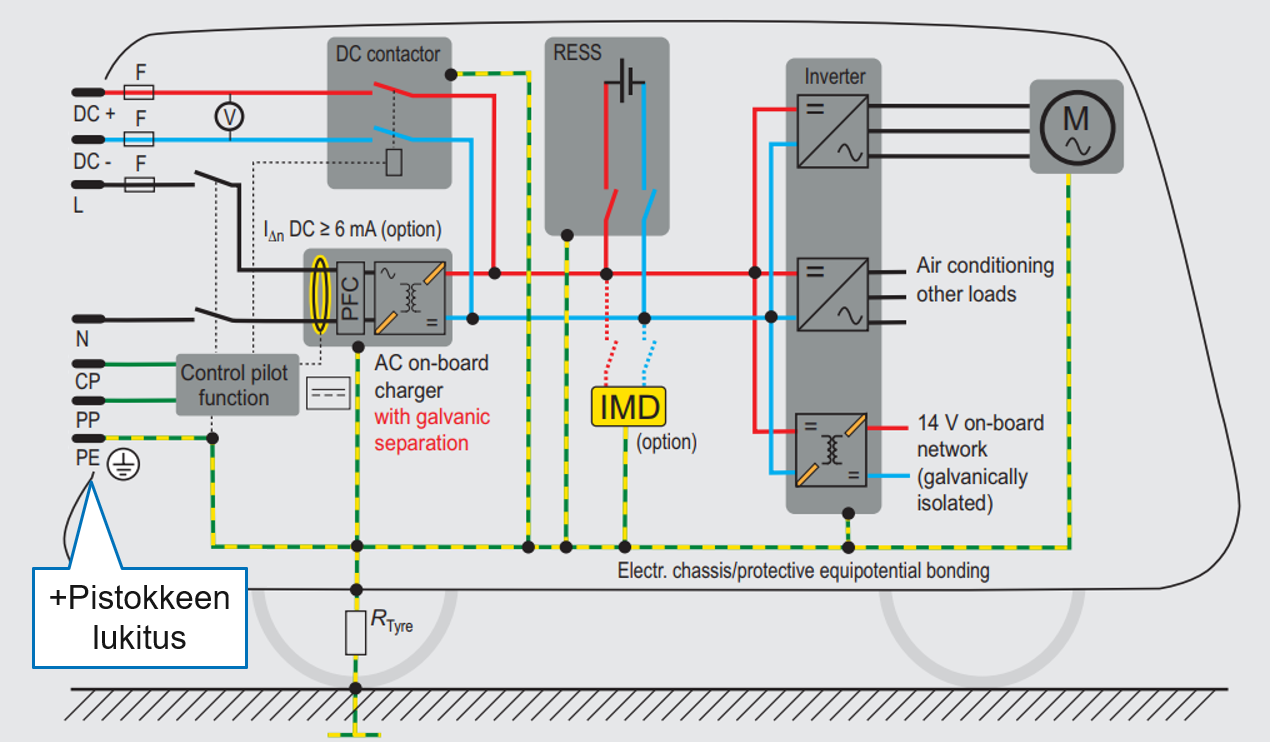 DC contactor
RESS
Inverter
F
DC +
V
F
DC -
F
L
M
I∆n DC ≥ 6 mA (option)
PFC
Air conditioning
other loads
N
CP
PP
PE
Control pilot
function
AC on-board
charger
with galvanic
separation
IMD
(option)
14 V on-board
network
(galvanically
isolated)
Electr. chassis/protective equipotential bonding
+Pistokkeen
lukitus
RTyre